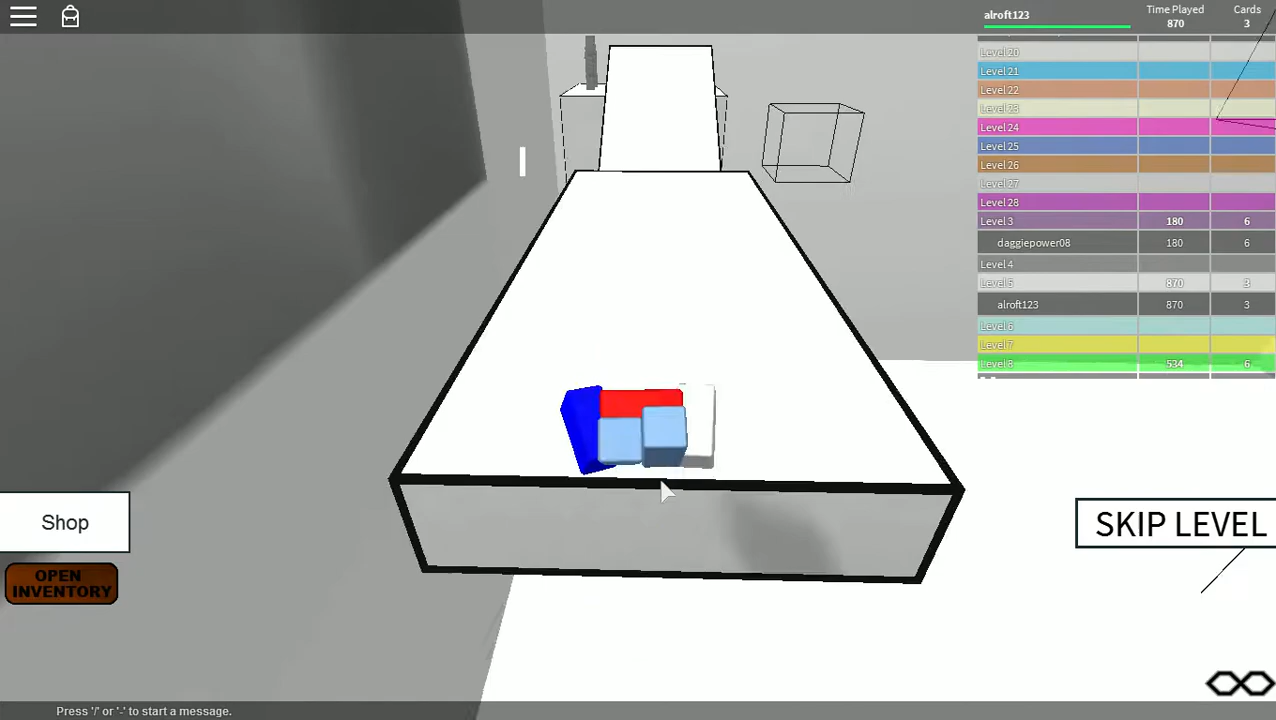 alroft123 Time Played Cards
870 3
Level 20
Level 21
Level 22
Level 23
Level 24
Level 25
Level 26
Level 27
Level 28
Level 3 180 6
daggiepower08 180 6
Level 4
Level 5 870 3
alroft123 870 3
Level 6
Level 7
Level 8 534 6
Shop
SKIP LEVEL
OPEN
INVENTORY
Press '/' or '-' to start a message.